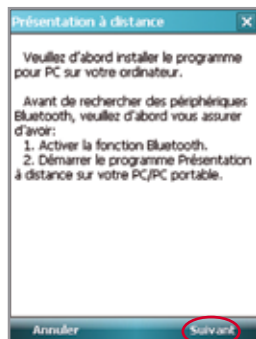 Présentation à distance
Veuillez d'abord installer le programme
pour PC sur votre ordinateur.
Avant de rechercher des périphériques
Bluetooth, veuillez d'abord vous assurer
d'avoir:
1. Activer la fonction Bluetooth.
2. Démarrer le programme Présentation
à distance sur votre PC/PC portable.
Annuler Suivant